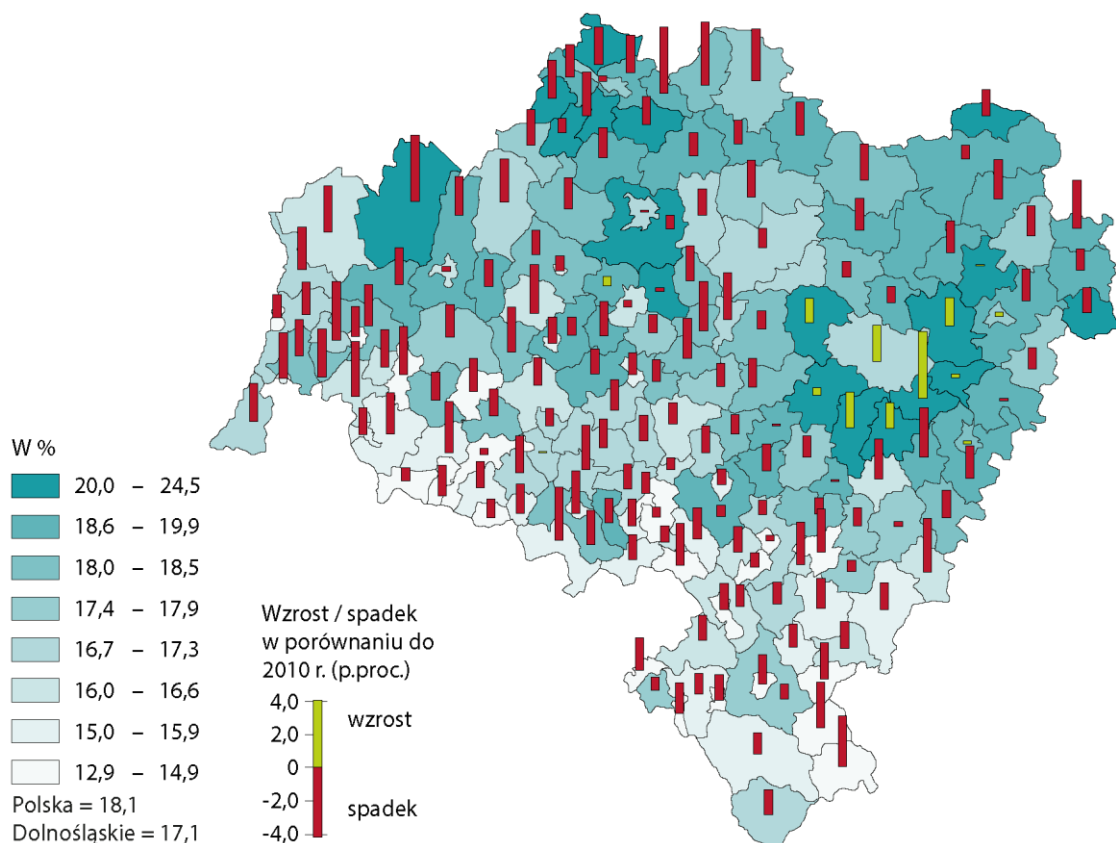 W %
20,0 – 24,5
18,6 – 19,9
18,0 – 18,5
17,4 – 17,9
16,7 – 17,3
16,0 – 16,6
15,0 – 15,9
12,9 – 14,9
Polska = 18,1
Dolnośląskie = 17,1
Wzrost / spadek
w porównaniu do
2010 r. (p.proc.)
4,0
wzrost
2,0
0
-2,0
spadek
-4,0